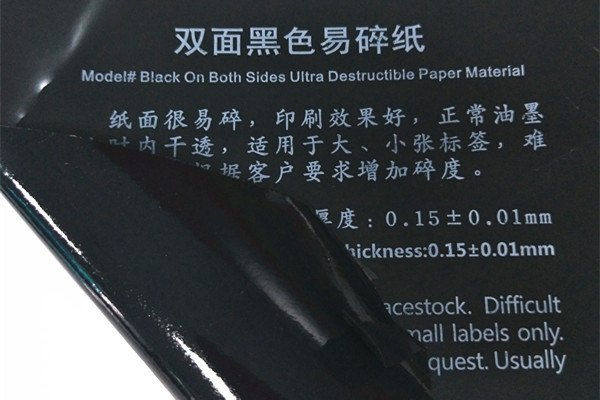 双面黑色易碎纸
Model# Black On Both Sides Ultra Destructible Paper Material
纸面很易碎，印刷效果好，正常油墨
时内干透，适用于大、小张标签，难
根据客户要求增加碎度。
厚度：0.15±0.01mm
hickness:0.15±0.01mm
acestock. Difficult
mall labels only.
quest. Usually